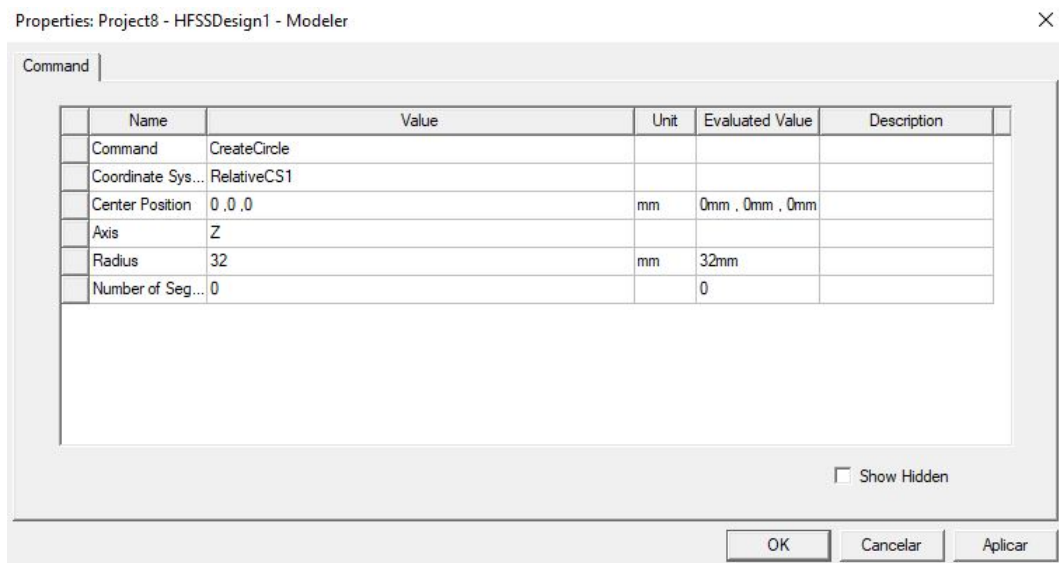 Properties: Project8 - HFSSDesign1 - Modeler
Command
Name Value Unit Evaluated Value Description
Command CreateCircle
Coordinate Sys... RelativeCS1
Center Position 0 ,0 ,0 mm 0mm , 0mm , 0mm
Axis Z
Radius 32 mm 32mm
Number of Seg... 0 0
Show Hidden
OK Cancelar Aplicar